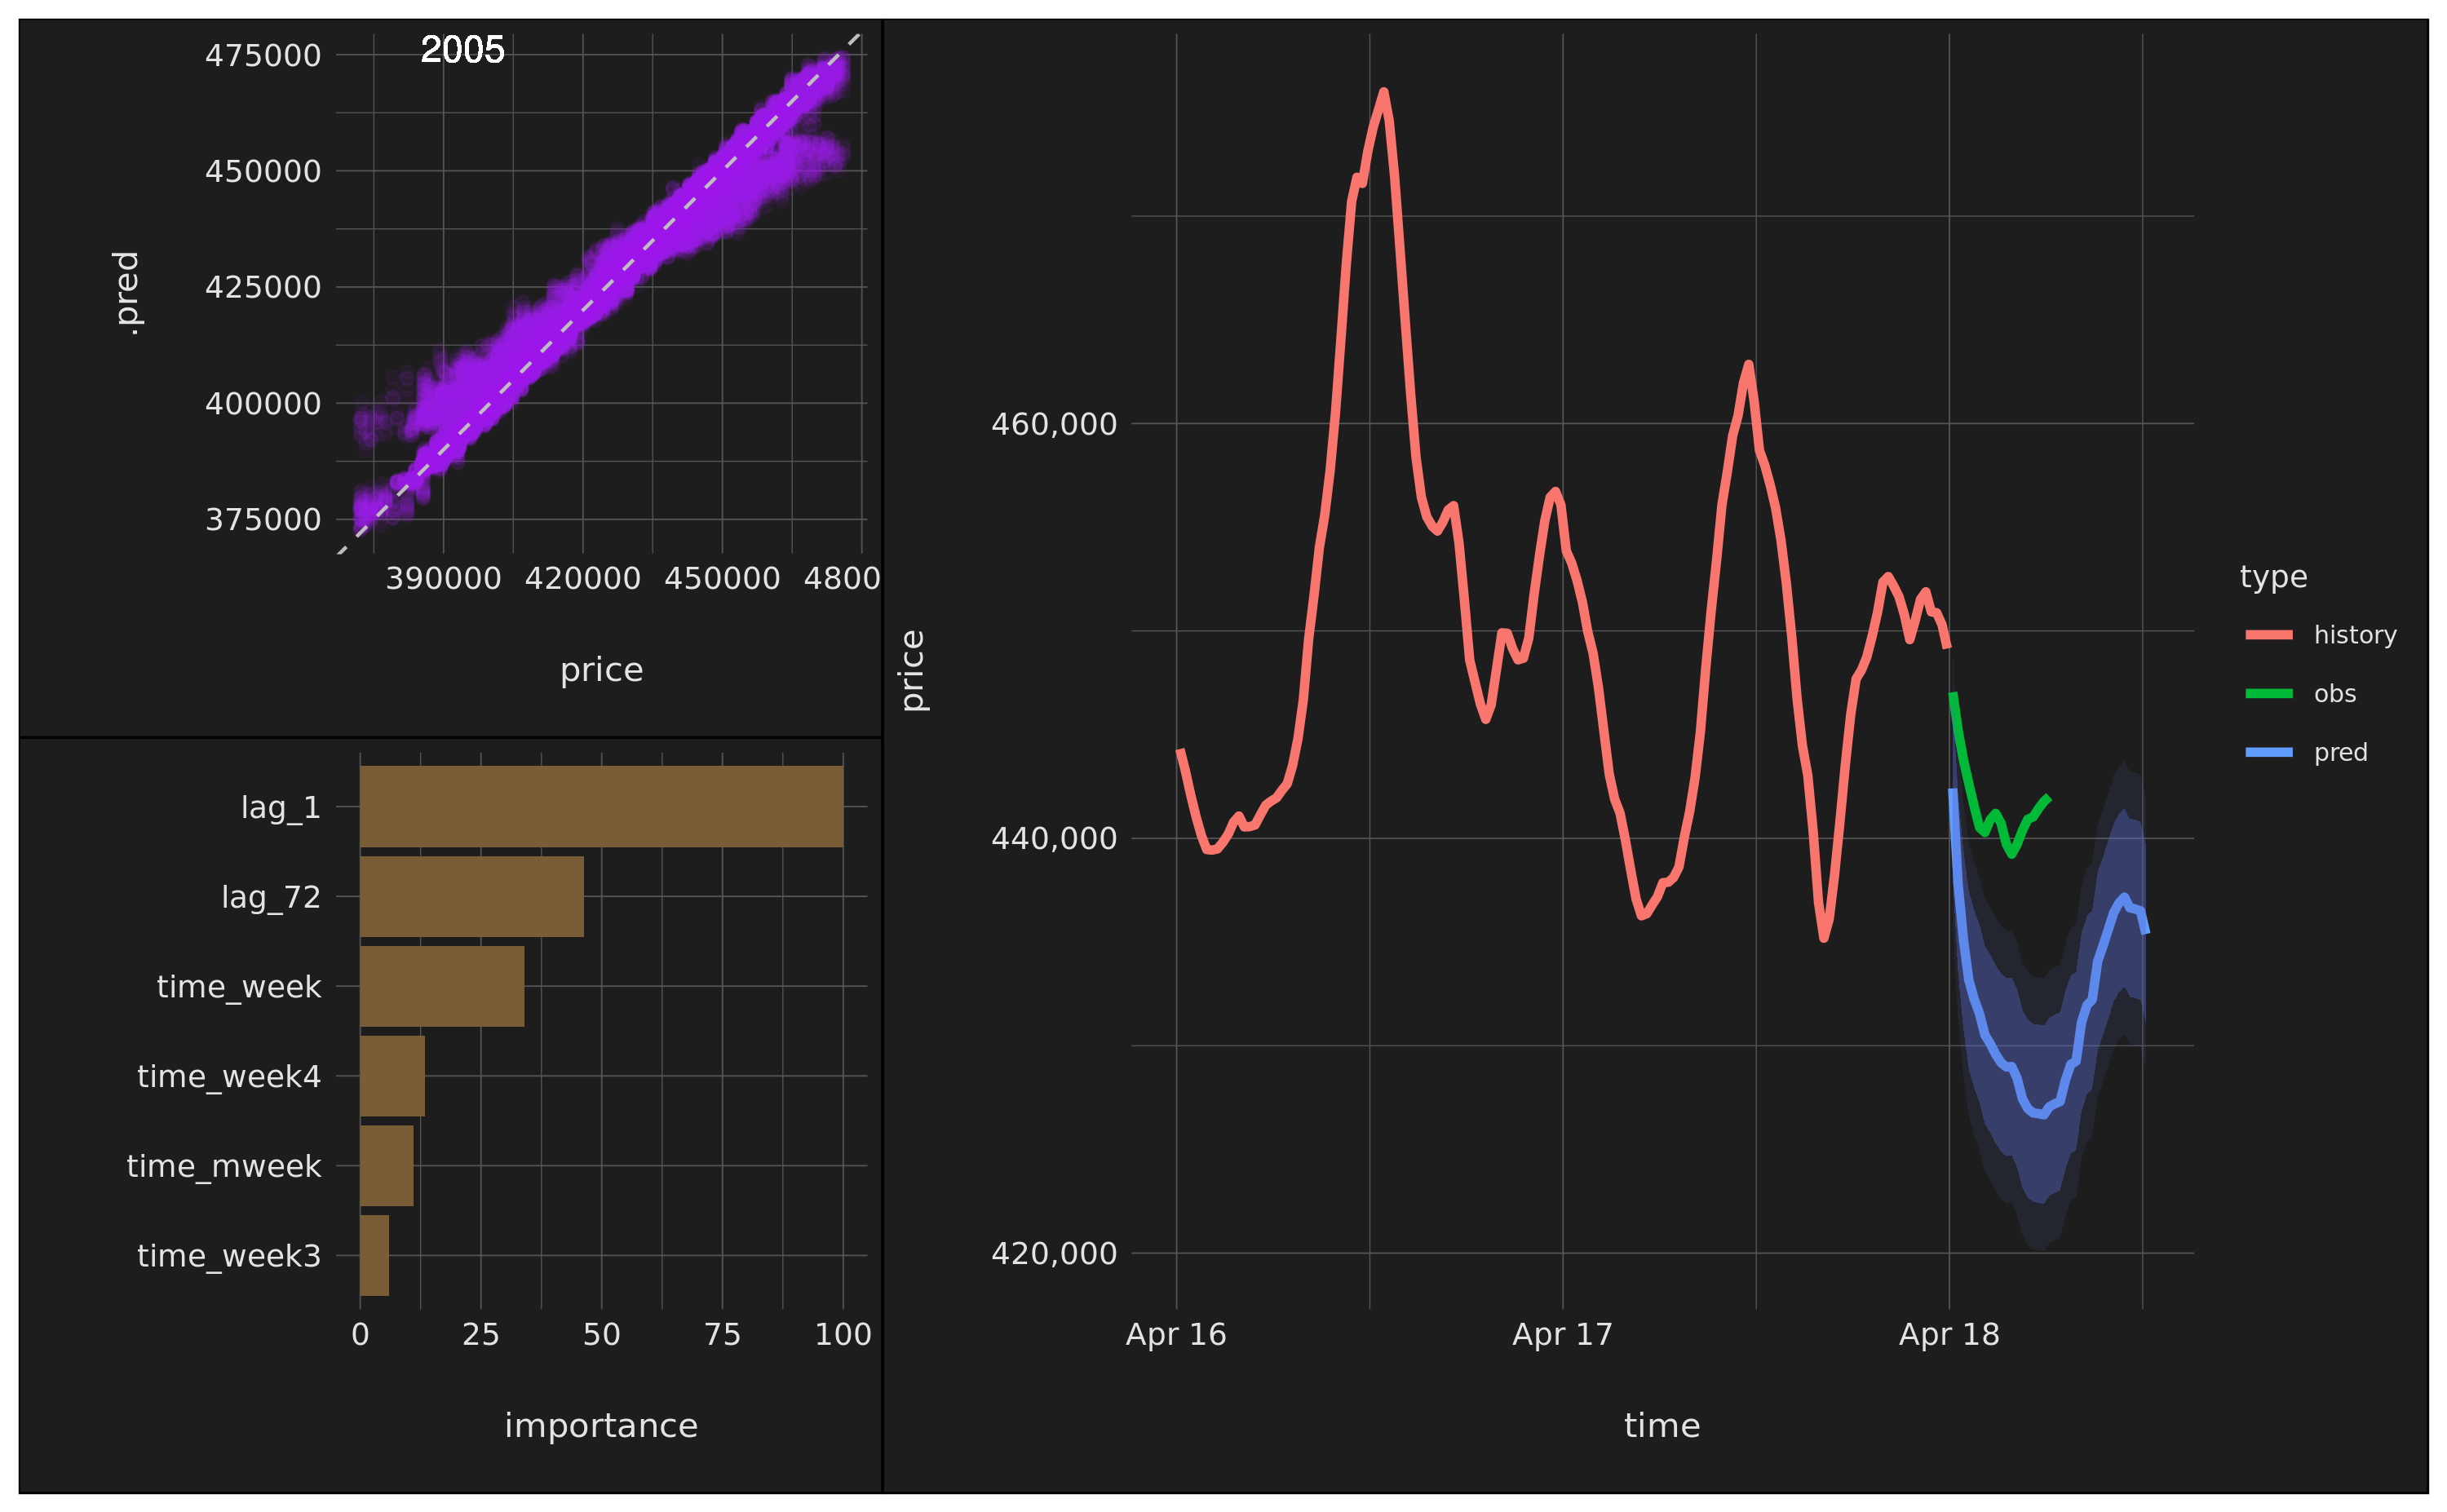 2005
475000
450000
425000
400000
375000
.pred
390000 420000 450000 4800
price
lag_1
lag_72
time_week
time_week4
time_mweek
time_week3
0 25 50 75 100
importance
460,000
440,000
420,000
price
Apr 16 Apr 17 Apr 18
time
type
history
obs
pred